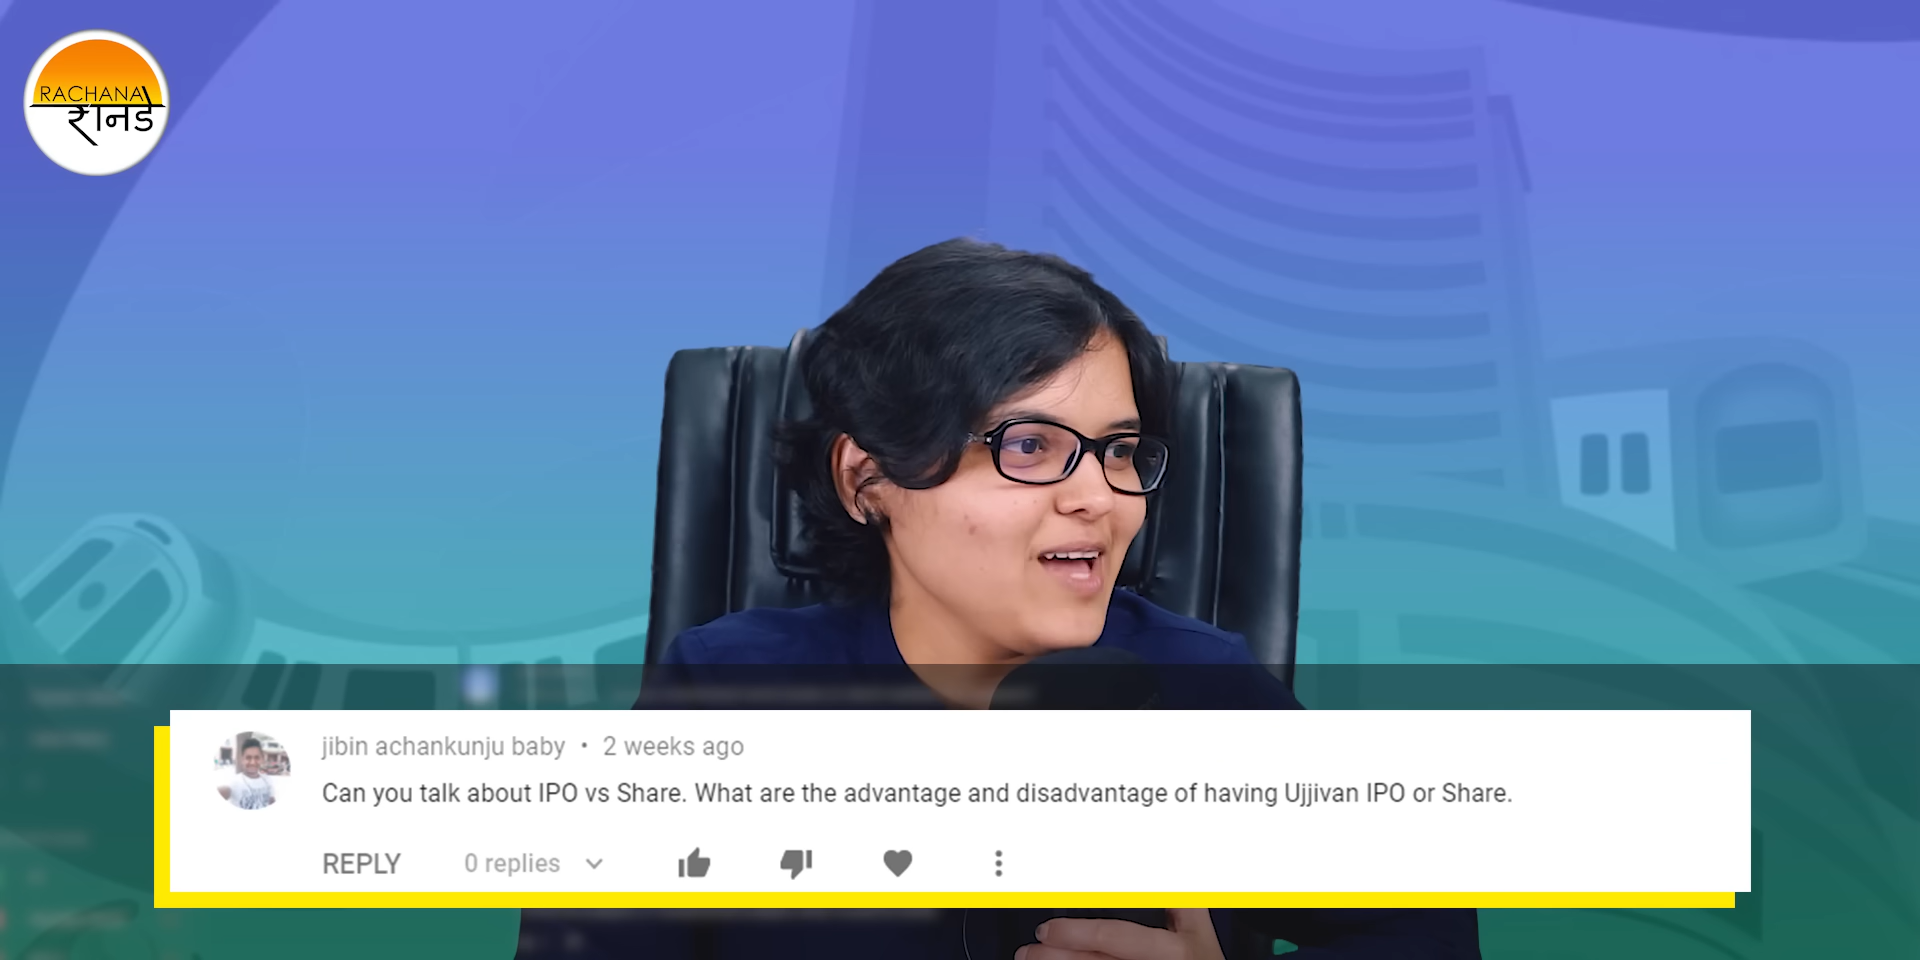 RACHANA
रानडे
jibin achankunju baby • 2 weeks ago
Can you talk about IPO vs Share. What are the advantage and disadvantage of having Ujjivan IPO or Share.
REPLY 0 replies